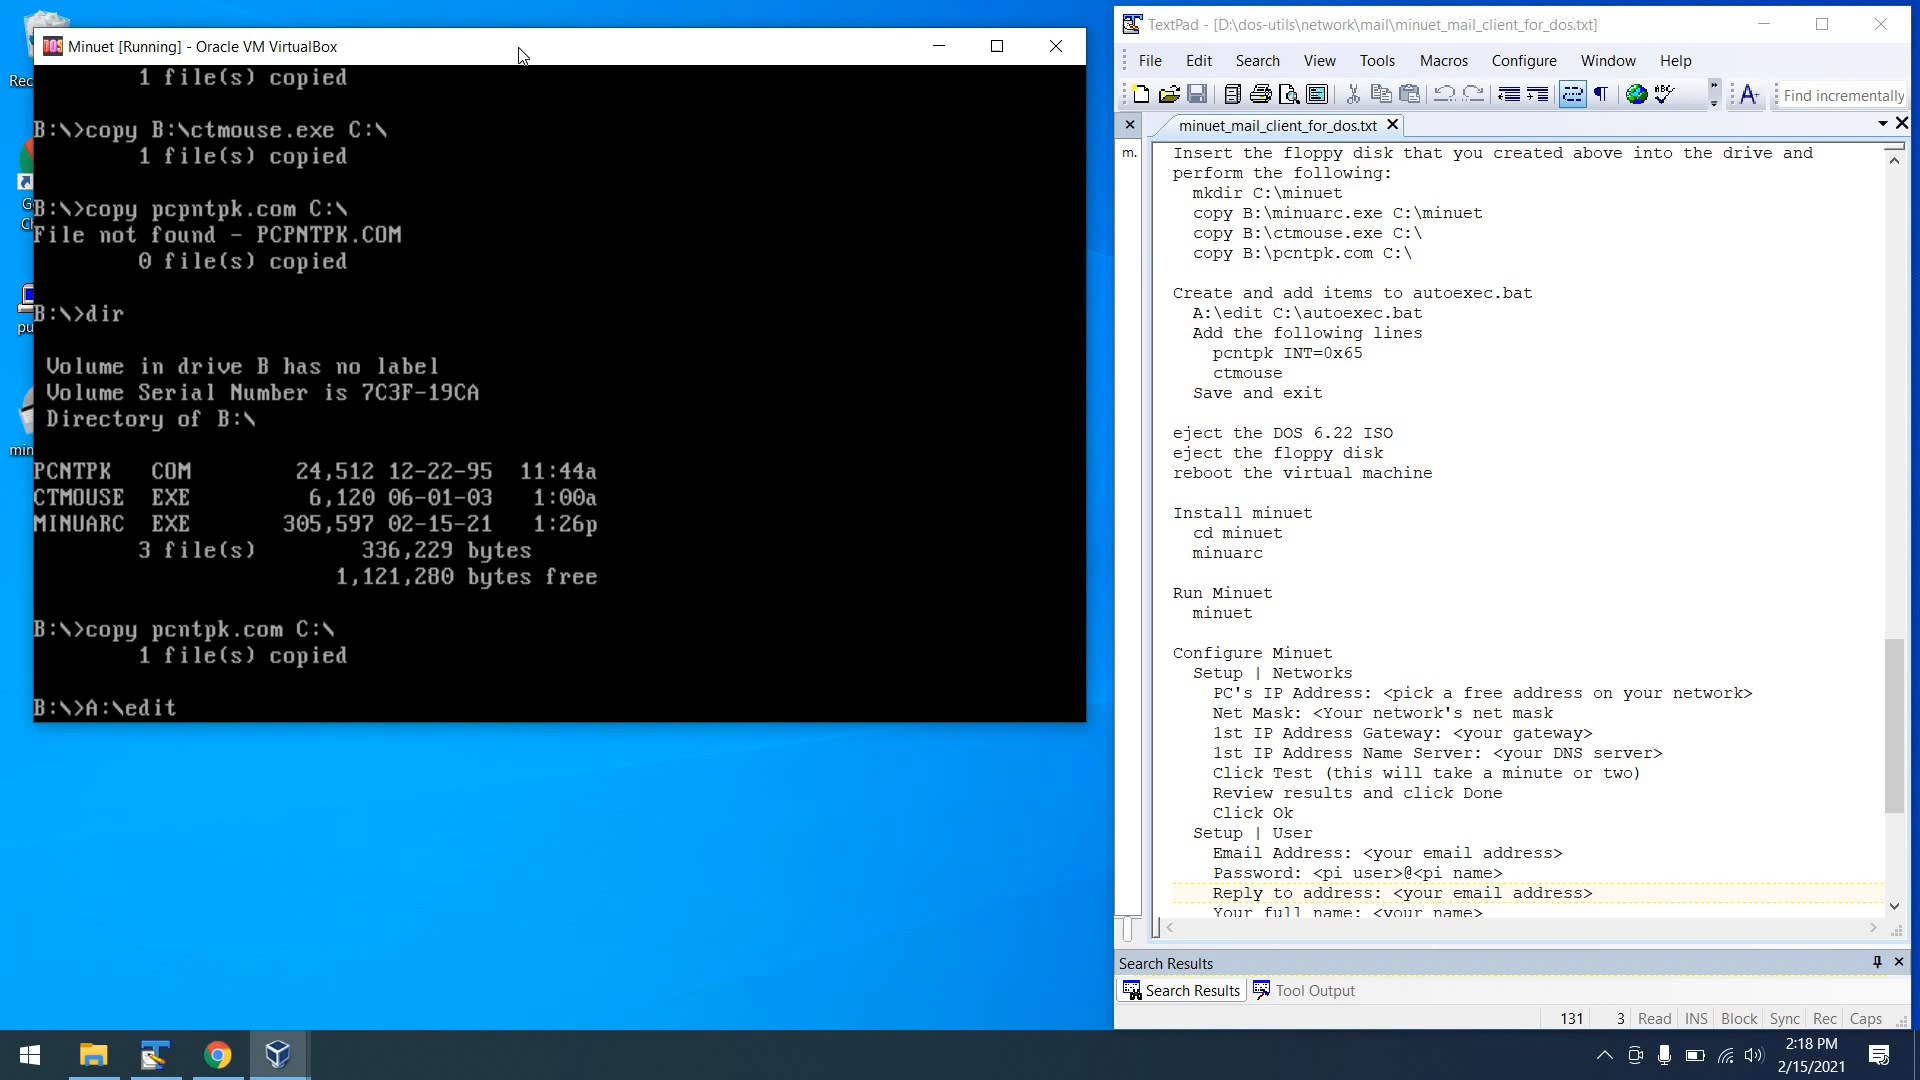 Rec
G
Ch
pu
min
Minuet [Running] - Oracle VM VirtualBox
1 file(s) copied
B:\>copy B:\ctmouse.exe C:\
1 file(s) copied
B:\>copy pcpntpk.com C:\
File not found - PCPNTPK.COM
0 file(s) copied
B:\>dir
Volume in drive B has no label
Volume Serial Number is 7C3F-19CA
Directory of B:\
PCNTPK COM 24,512 12-22-95 11:44a
CTMOUSE EXE 6,120 06-01-03 1:00a
MINUARC EXE 305,597 02-15-21 1:26p
3 file(s) 336,229 bytes
1,121,280 bytes free
B:\>copy pcntpk.com C:\
1 file(s) copied
B:\>A:\edit
TextPad - [D:\dos-utils\network\mail\minuet_mail_client_for_dos.txt]
File Edit Search View Tools Macros Configure Window Help
Find incrementally
minuet_mail_client_for_dos.txt
m.
Insert the floppy disk that you created above into the drive and
perform the following:
mkdir C:\minuet
copy B:\minuarc.exe C:\minuet
copy B:\ctmouse.exe C:\
copy B:\pcntpk.com C:\
Create and add items to autoexec.bat
A:\edit C:\autoexec.bat
Add the following lines
pcntpk INT=0x65
ctmouse
Save and exit
eject the DOS 6.22 ISO
eject the floppy disk
reboot the virtual machine
Install minuet
cd minuet
minuarc
Run Minuet
minuet
Configure Minuet
Setup | Networks
PC's IP Address: <pick a free address on your network>
Net Mask: <Your network's net mask
1st IP Address Gateway: <your gateway>
1st IP Address Name Server: <your DNS server>
Click Test (this will take a minute or two)
Review results and click Done
Click Ok
Setup | User
Email Address: <your email address>
Password: <pi user>@<pi name>
Reply to address: <your email address>
Your full name: <your name>
Search Results
Search Results Tool Output
131 3 Read INS Block Sync Rec Caps
2:18 PM
2/15/2021